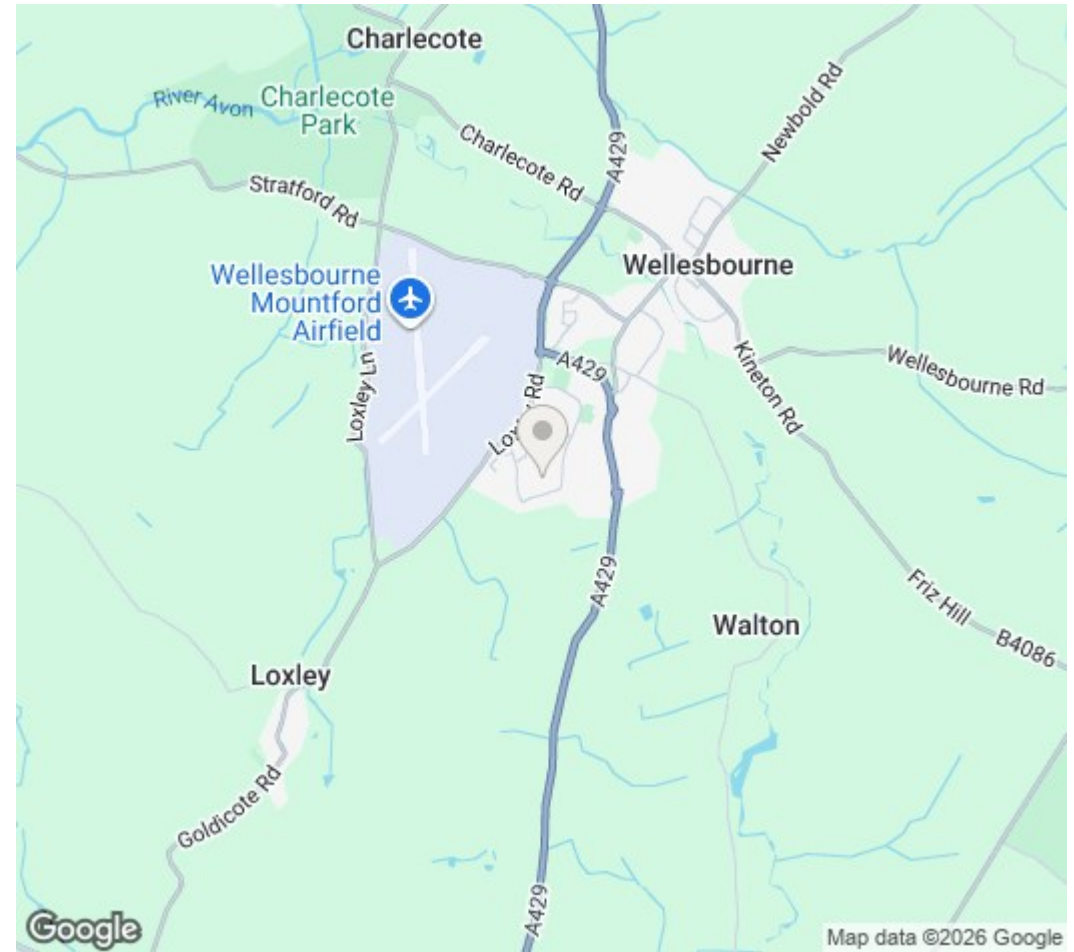 Charlecote
River Avon
Charlecote
Park
A429
Newbold Rd
Charlecote Rd
Stratford Rd
Wellesbourne
Wellesbourne
Mountford
Airfield
A429
Wellesbourne Rd
Kineton Rd
Loxley Ln
A429
Friz Hill
B4086
Walton
Loxley
Goldicote Rd
A429
Google
Map data ©2026 Google